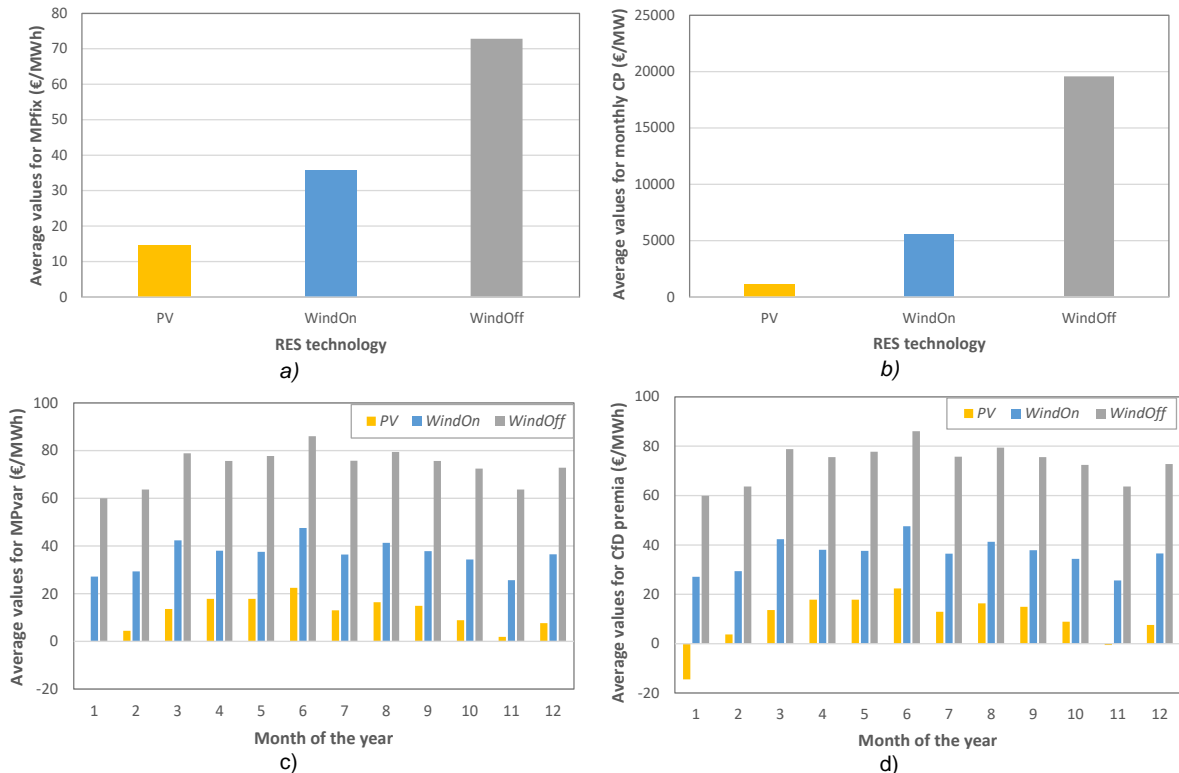 Average values for MPfix (€/MWh)
80
70
60
50
40
30
20
10
0
PV WindOn WindOff
RES technology
a)
Average values for monthly CP (€/MW)
25000
20000
15000
10000
5000
0
PV WindOn WindOff
RES technology
b)
Average values for MPvar (€/MWh)
100
80
60
40
20
0
-20
PV WindOn WindOff
1 2 3 4 5 6 7 8 9 10 11 12
Month of the year
c)
Average values for CfD premia (€/MWh)
100
80
60
40
20
0
-20
PV WindOn WindOff
1 2 3 4 5 6 7 8 9 10 11 12
Month of the year
d)